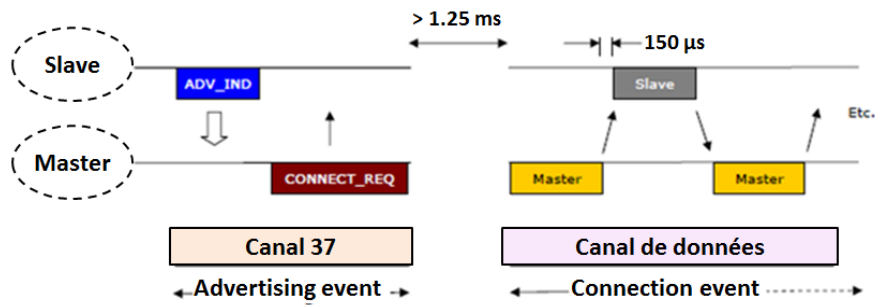 > 1.25 ms
150 µs
Slave
ADV_IND
Slave
Etc.
Master
CONNECT_REQ
Master
Master
Canal 37
Canal de données
Advertising event
Connection event